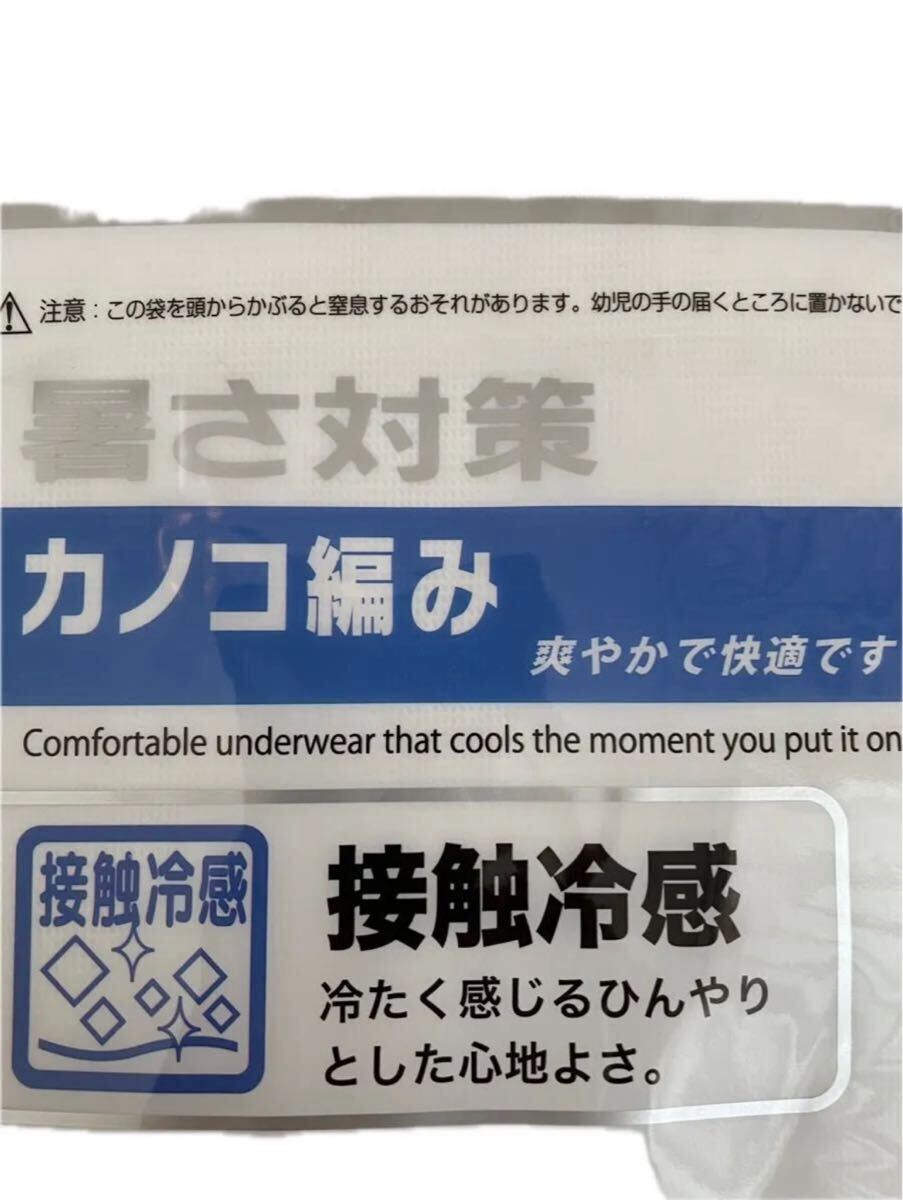 注意：この袋を頭からかぶると窒息するおそれがあります。幼児の手の届くところに置かないで
暑さ対策
カノコ編み
爽やかで快適です
Comfortable underwear that cools the moment you put it on
接触冷感
接触冷感
冷たく感じるひんやり
とした心地よさ。